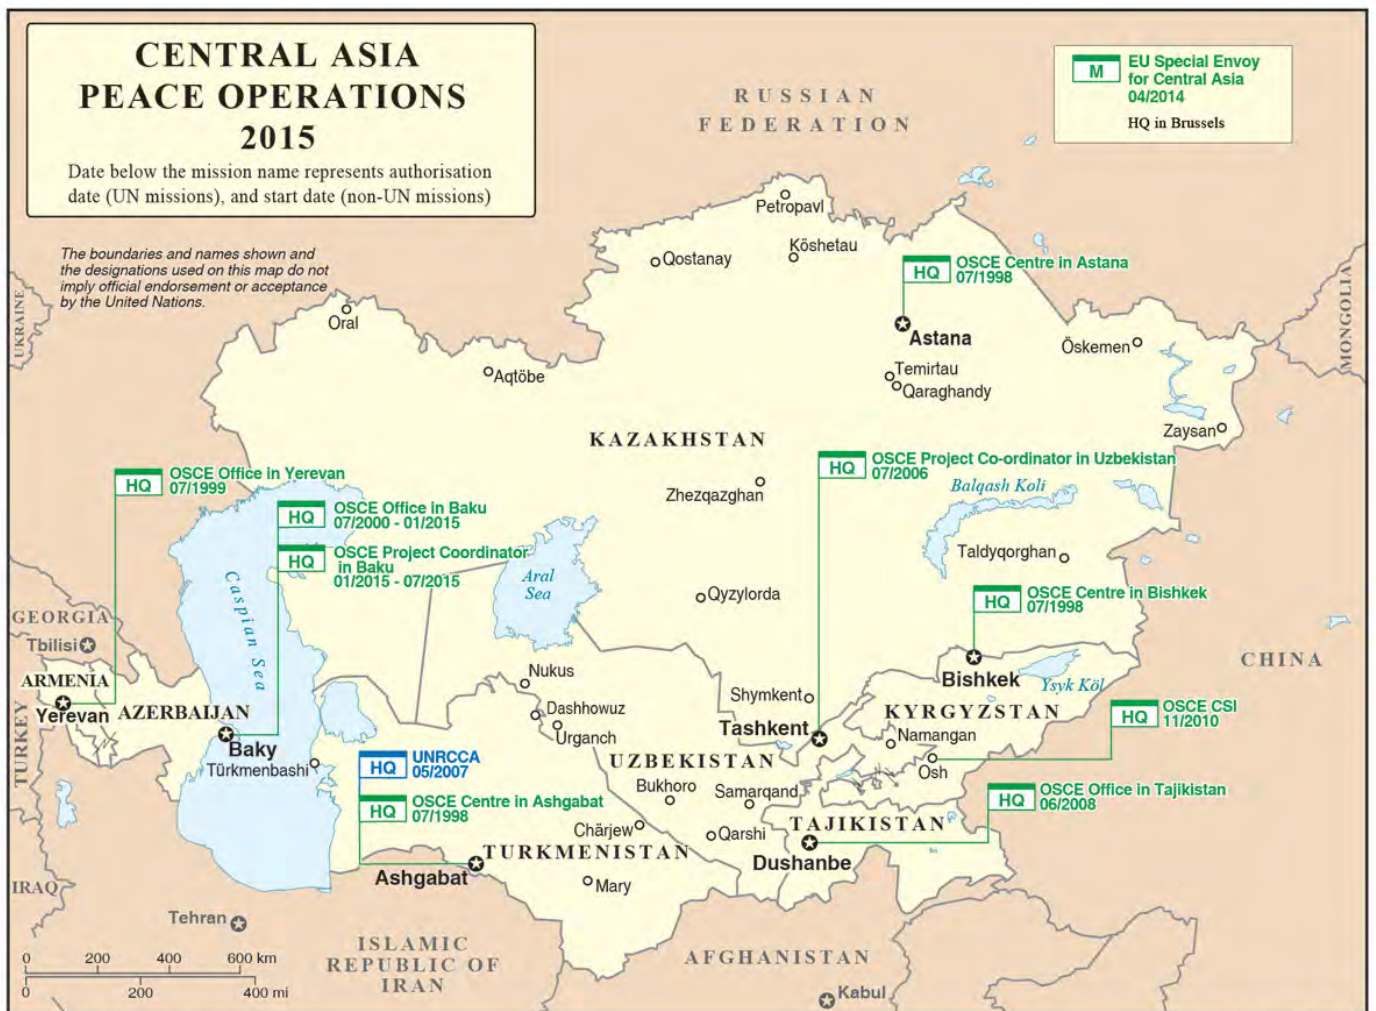 CENTRAL ASIA
PEACE OPERATIONS
2015
Date below the mission name represents authorisation
date (UN missions), and start date (non-UN missions)
The boundaries and names shown and
the designations used on this map do not
imply official endorsement or acceptance
by the United Nations.
M
EU Special Envoy
for Central Asia
04/2014
HQ in Brussels
RUSSIAN
FEDERATION
UKRAINE
MONGOLIA
Petropavl
Köshetau
Qostanay
HQ
OSCE Centre in Astana
07/1998
Oral
Astana
Öskemen
Aqtöbe
Temirtau
Qaraghandy
Zaysan
KAZAKHSTAN
HQ
OSCE Office in Yerevan
07/1999
HQ
OSCE Project Co-ordinator in Uzbekistan
07/2006
Zhezqazghan
Balqash Koli
HQ
OSCE Office in Baku
07/2000 - 01/2015
HQ
OSCE Project Coordinator
in Baku
01/2015 - 07/2015
Taldyqorghan
Aral
Sea
Caspian Sea
Qyzylorda
HQ
OSCE Centre in Bishkek
07/1998
GEORGIA
Tbilisi
CHINA
ARMENIA
Nukus
Bishkek
Ysyk Köl
Shymkent
Yerevan
AZERBAIJAN
TURKEY
Dashhowuz
Urganch
Tashkent
KYRGYZSTAN
HQ
OSCE CSI
11/2010
Namangan
Baky
Türkmenbashi
HQ
UNRCCA
05/2007
UZBEKISTAN
Osh
Bukhoro
Samarqand
HQ
OSCE Office in Tajikistan
06/2008
HQ
OSCE Centre in Ashgabat
07/1998
Chärjew
Qarshi
TAJIKISTAN
TURKMENISTAN
Dushanbe
Ashgabat
Mary
IRAQ
Tehran
ISLAMIC
REPUBLIC OF
IRAN
AFGHANISTAN
Kabul
0 200 400 600 km
0 200 400 mi